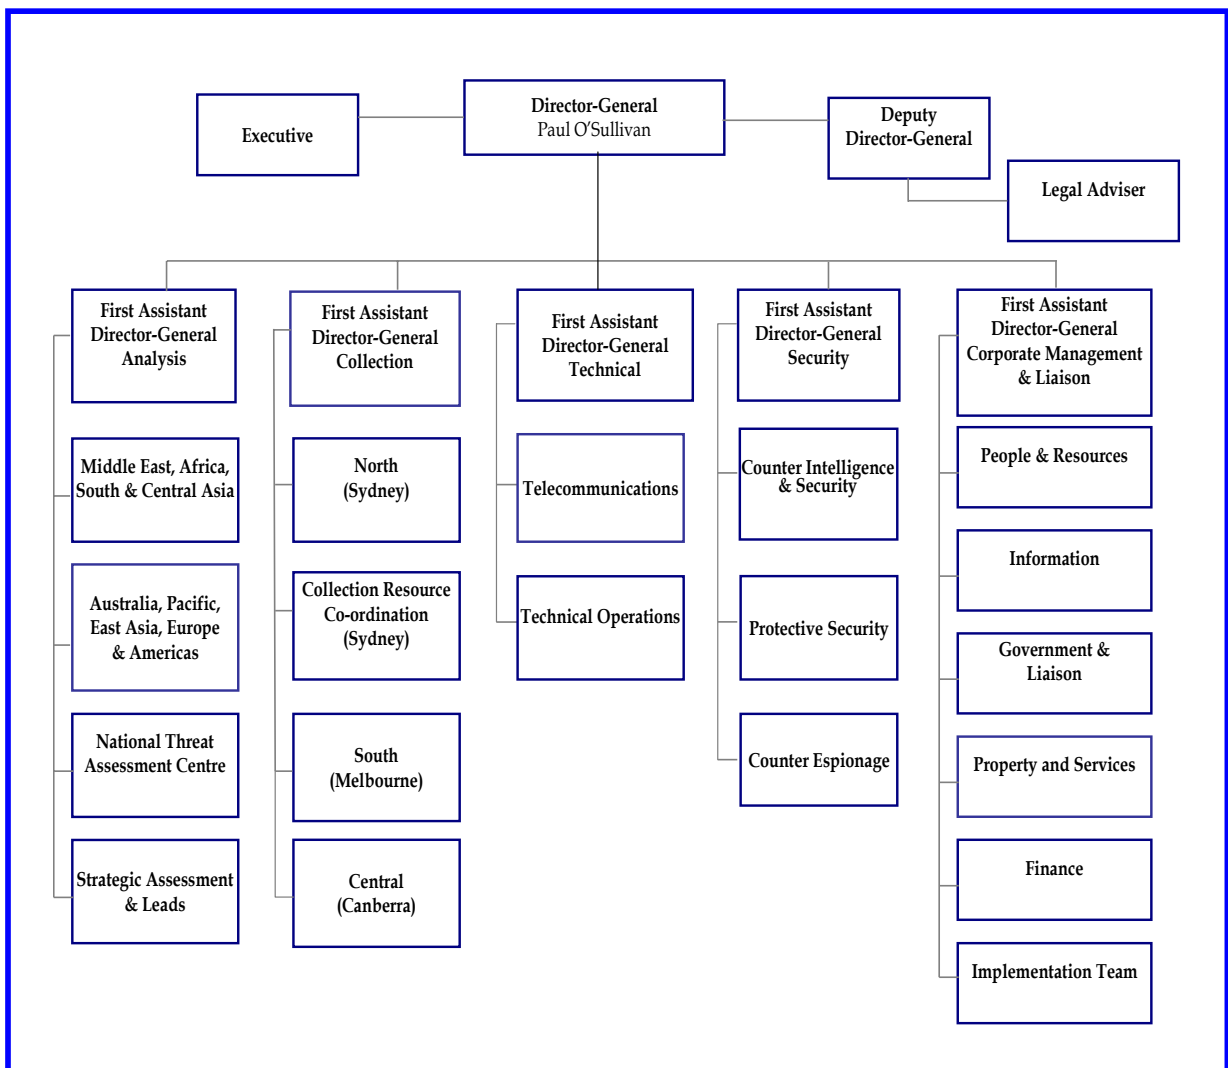 Executive
Director-General
Paul O'Sullivan
Deputy
Director-General
Legal Adviser
First Assistant
Director-General
Analysis
Middle East, Africa,
South & Central Asia
Australia, Pacific,
East Asia, Europe
& Americas
National Threat
Assessment Centre
Strategic Assessment
& Leads
First Assistant
Director-General
Collection
North
(Sydney)
Collection Resource
Co-ordination
(Sydney)
South
(Melbourne)
Central
(Canberra)
First Assistant
Director-General
Technical
Telecommunications
Technical Operations
First Assistant
Director-General
Security
Counter Intelligence
& Security
Protective Security
Counter Espionage
First Assistant
Director-General
Corporate Management
& Liaison
People & Resources
Information
Government &
Liaison
Property and Services
Finance
Implementation Team